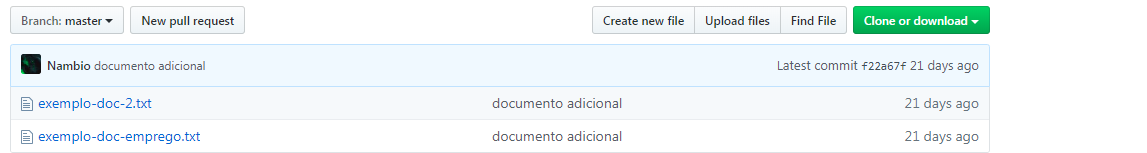 Branch: master New pull request Create new file Upload files Find File Clone or download
Nambio documento adicional Latest commit f22a67f 21 days ago
exemplo-doc-2.txt documento adicional 21 days ago
exemplo-doc-emprego.txt documento adicional 21 days ago